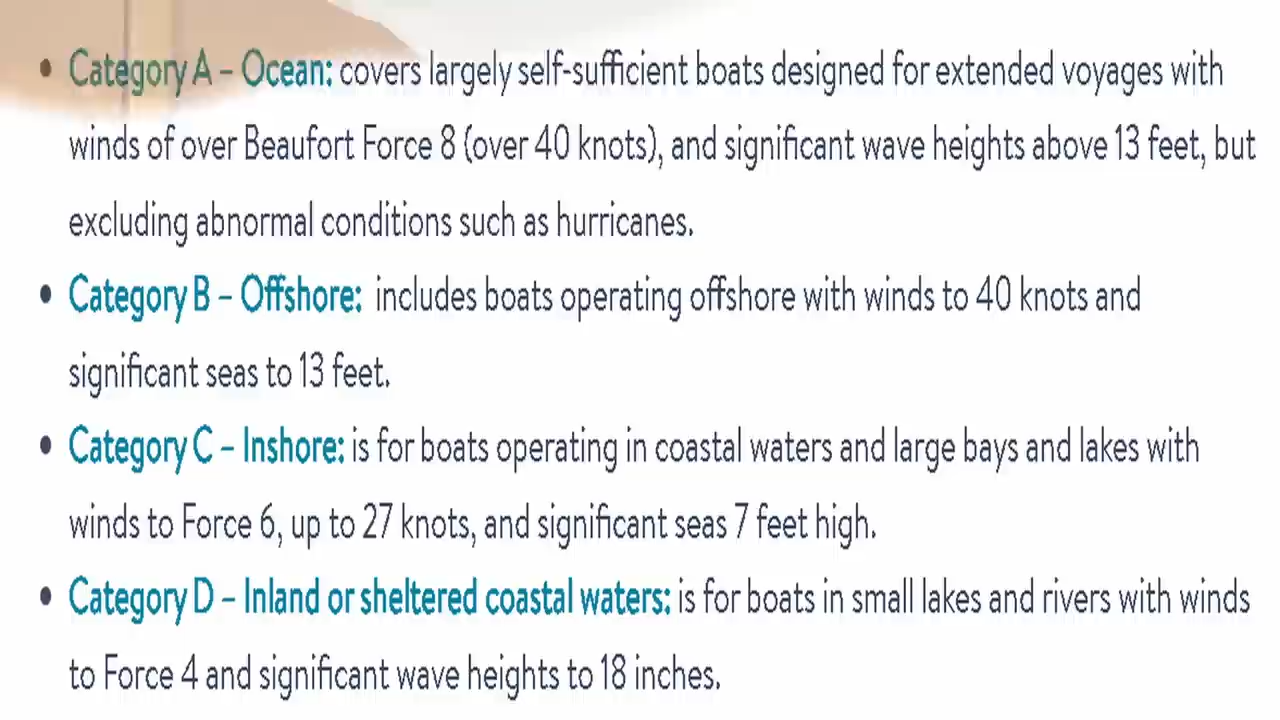 • Category A – Ocean: covers largely self-sufficient boats designed for extended voyages with
winds of over Beaufort Force 8 (over 40 knots), and significant wave heights above 13 feet, but
excluding abnormal conditions such as hurricanes.
• Category B – Offshore: includes boats operating offshore with winds to 40 knots and
significant seas to 13 feet.
• Category C – Inshore: is for boats operating in coastal waters and large bays and lakes with
winds to Force 6, up to 27 knots, and significant seas 7 feet high.
• Category D – Inland or sheltered coastal waters: is for boats in small lakes and rivers with winds
to Force 4 and significant wave heights to 18 inches.